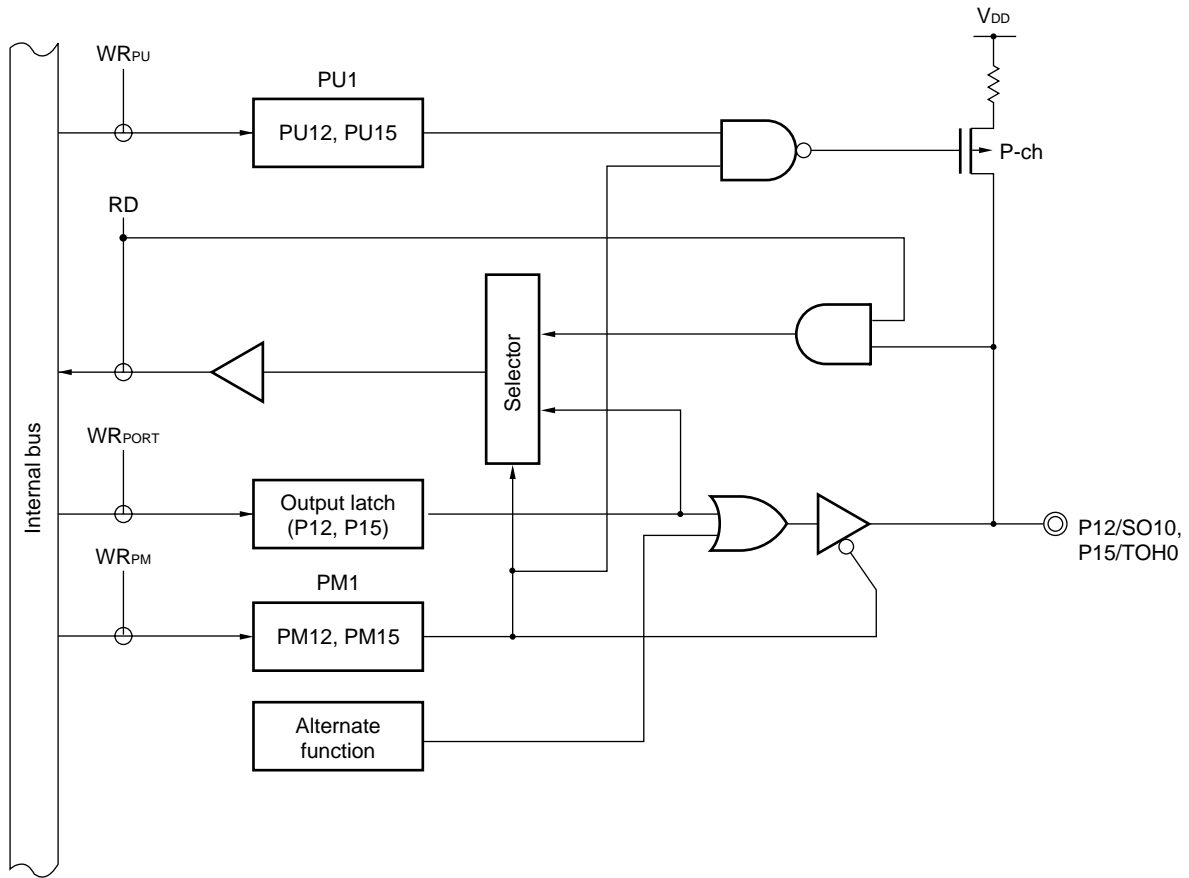 VDD
WRPU
PU1
PU12, PU15
P-ch
RD
Selector
Internal bus
WRPORT
Output latch
(P12, P15)
P12/SO10,
P15/TOH0
WRPM
PM1
PM12, PM15
Alternate
function